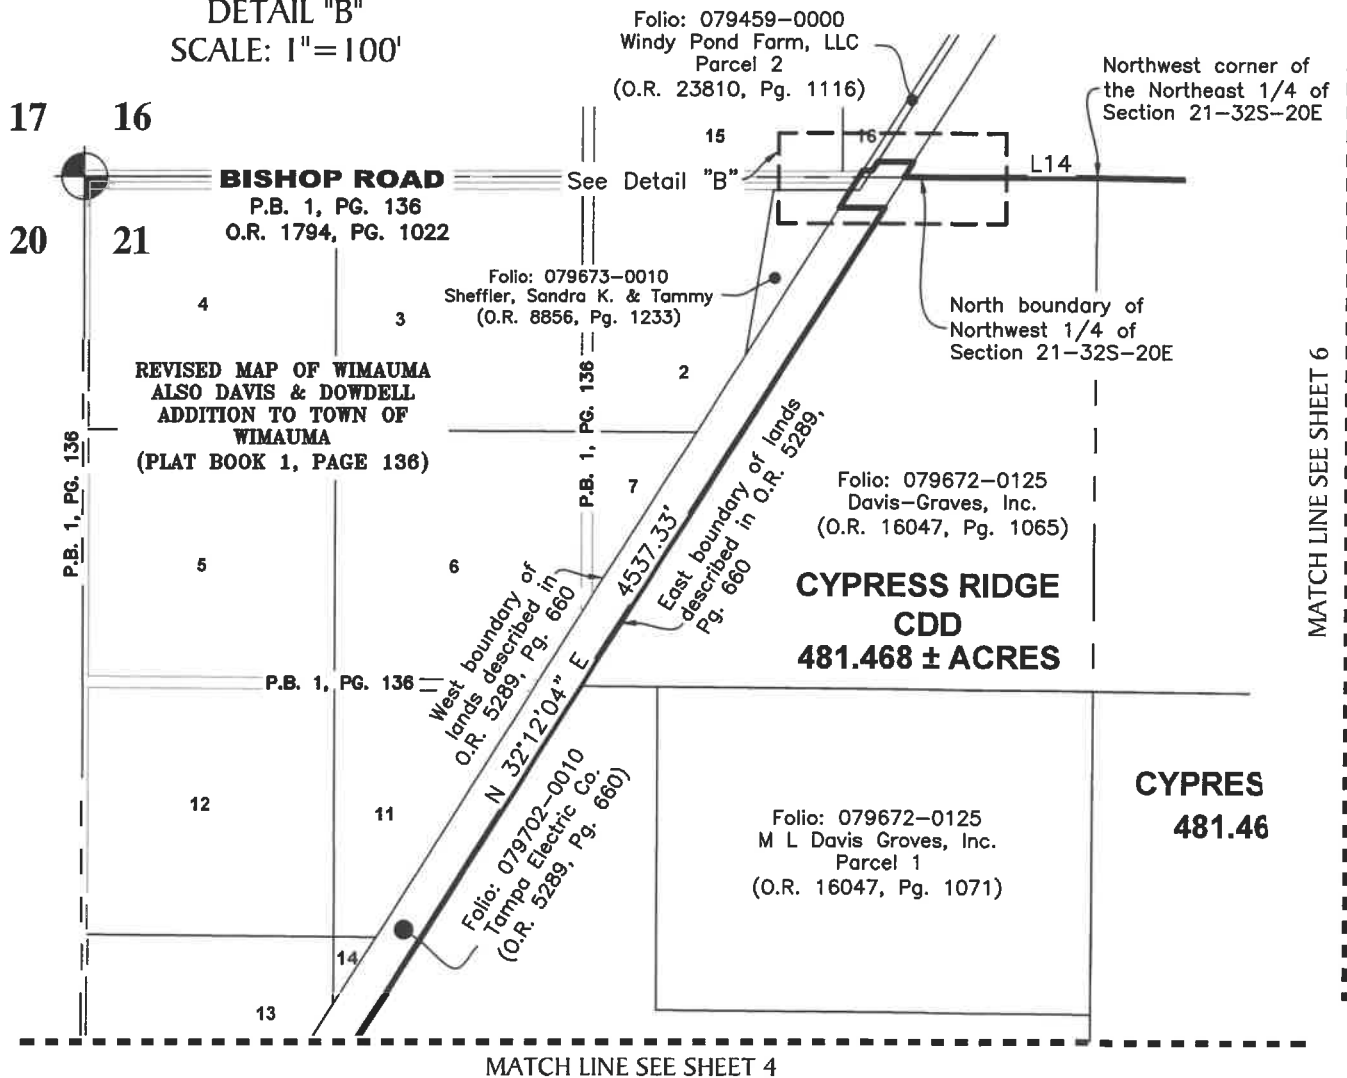 DETAIL "B"
SCALE: 1"=100'
Folio: 079459-0000
Windy Pond Farm, LLC
Parcel 2
(O.R. 23810, Pg. 1116)
Northwest corner of
the Northeast 1/4 of
Section 21-32S-20E
17
16
15
16
BISHOP ROAD
P.B. 1, PG. 136
O.R. 1794, PG. 1022
See Detail "B"
L14
20
21
Folio: 079673-0010
Sheffler, Sandra K. & Tammy
(O.R. 8856, Pg. 1233)
North boundary of
Northwest 1/4 of
Section 21-32S-20E
4
3
2
REVISED MAP OF WIMAUMA
ALSO DAVIS & DOWDELL
ADDITION TO TOWN OF
WIMAUMA
(PLAT BOOK 1, PAGE 136)
P.B. 1, PG. 136
P.B. 1, PG. 136
7
East boundary of lands
described in O.R. 5289,
Pg. 660
Folio: 079672-0125
Davis-Graves, Inc.
(O.R. 16047, Pg. 1065)
MATCH LINE SEE SHEET 6
5
6
West boundary of
lands described in
O.R. 5289, Pg. 660
N 32°12'04" E 4537.33'
CYPRESS RIDGE
CDD
481.468 ± ACRES
P.B. 1, PG. 136
12
11
Folio: 079702-0010
Tampa Electric Co.
(O.R. 5289, Pg. 660)
Folio: 079672-0125
M L Davis Groves, Inc.
Parcel 1
(O.R. 16047, Pg. 1071)
CYPRES
481.46
14
13
MATCH LINE SEE SHEET 4